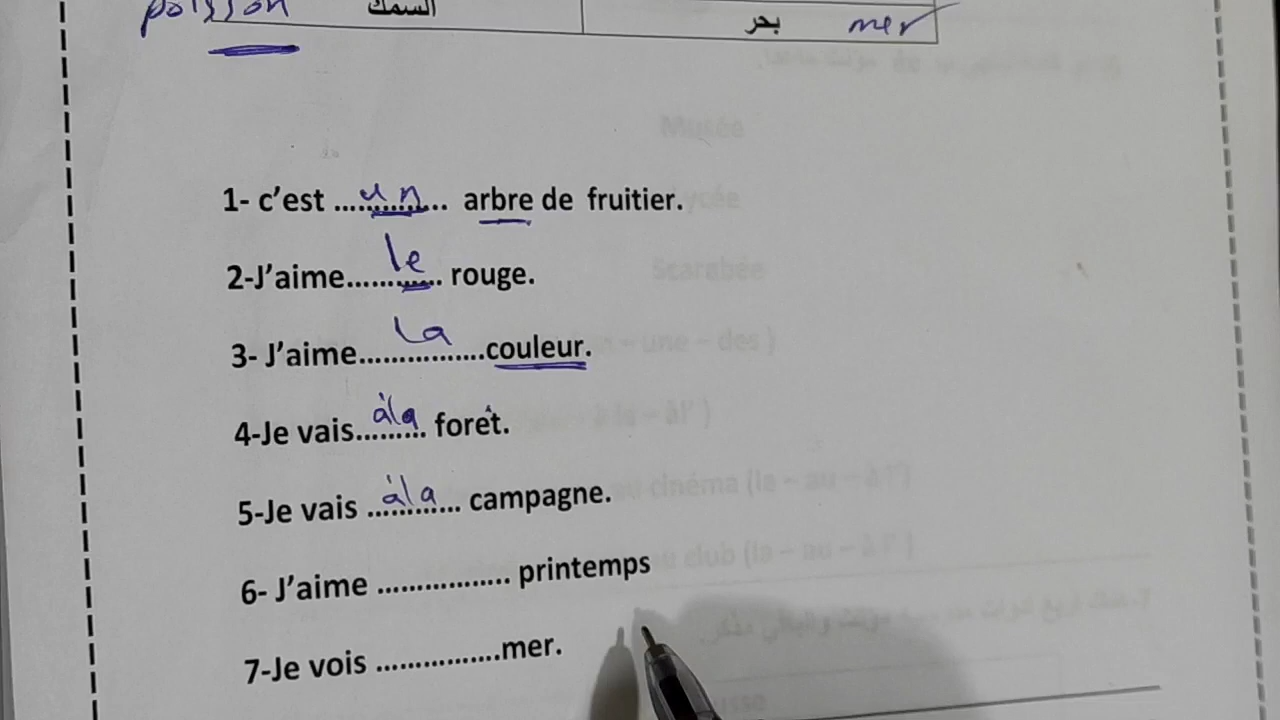 poisson السمك بحر mer
1- c'est ......un...... arbre de fruitier.
2-J'aime......le...... rouge.
3- J'aime......la......couleur.
4-Je vais...àla... forêt.
5-Je vais ...àla... campagne.
6- J'aime ................. printemps
7-Je vois ................mer.